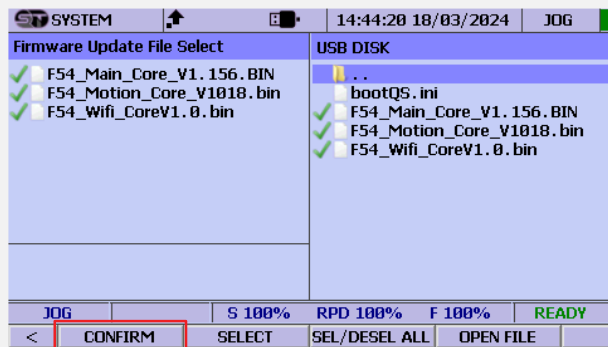 SYSTEM 14:44:20 18/03/2024 JOG
Firmware Update File Select
F54_Main_Core_V1.156.BIN
F54_Motion_Core_V1018.bin
F54_Wifi_CoreV1.0.bin
USB DISK
..
bootQS.ini
F54_Main_Core_V1.156.BIN
F54_Motion_Core_V1018.bin
F54_Wifi_CoreV1.0.bin
JOG S 100% RPD 100% F 100% READY
< CONFIRM SELECT SEL/DESEL ALL OPEN FILE